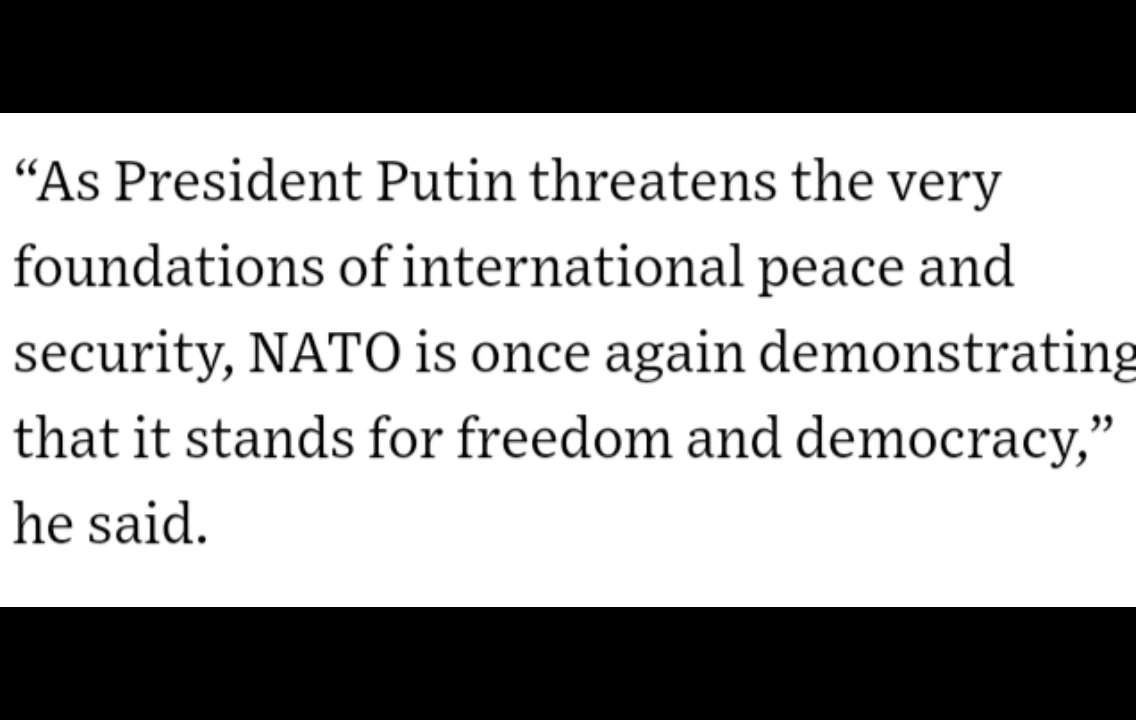 “As President Putin threatens the very
foundations of international peace and
security, NATO is once again demonstrating
that it stands for freedom and democracy,”
he said.